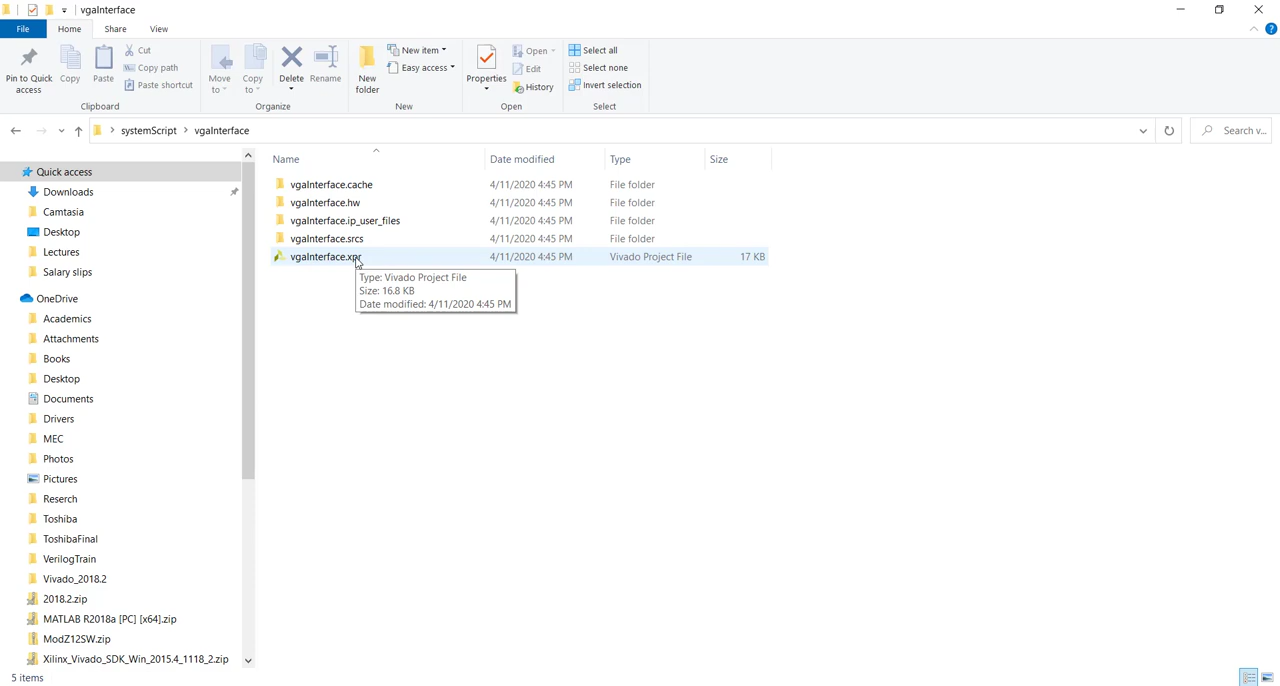 vgaInterface
File Home Share View
Pin to Quick access
Copy
Paste
Cut
Copy path
Paste shortcut
Clipboard
Move to
Copy to
Delete
Rename
Organize
New folder
New item
Easy access
New
Properties
Open
Edit
History
Open
Select all
Select none
Invert selection
Select
systemScript vgaInterface
Search v...
Quick access
Downloads
Camtasia
Desktop
Lectures
Salary slips
OneDrive
Academics
Attachments
Books
Desktop
Documents
Drivers
MEC
Photos
Pictures
Reserch
Toshiba
ToshibaFinal
VerilogTrain
Vivado_2018.2
2018.2.zip
MATLAB R2018a [PC] [x64].zip
ModZ12SW.zip
Xilinx_Vivado_SDK_Win_2015.4_1118_2.zip
Name Date modified Type Size
vgaInterface.cache 4/11/2020 4:45 PM File folder
vgaInterface.hw 4/11/2020 4:45 PM File folder
vgaInterface.ip_user_files 4/11/2020 4:45 PM File folder
vgaInterface.srcs 4/11/2020 4:45 PM File folder
vgaInterface.xpr 4/11/2020 4:45 PM Vivado Project File 17 KB
Type: Vivado Project File
Size: 16.8 KB
Date modified: 4/11/2020 4:45 PM
5 items